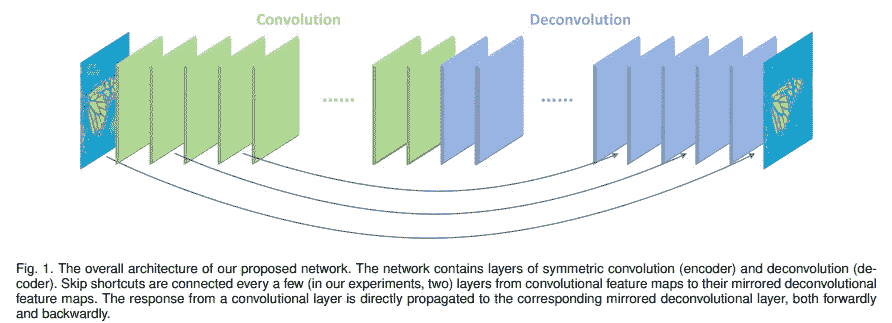 Convolution
Deconvolution
......
......
Fig. 1. The overall architecture of our proposed network. The network contains layers of symmetric convolution (encoder) and deconvolution (de-
coder). Skip shortcuts are connected every a few (in our experiments, two) layers from convolutional feature maps to their mirrored deconvolutional
feature maps. The response from a convolutional layer is directly propagated to the corresponding mirrored deconvolutional layer, both forwardly
and backwardly.